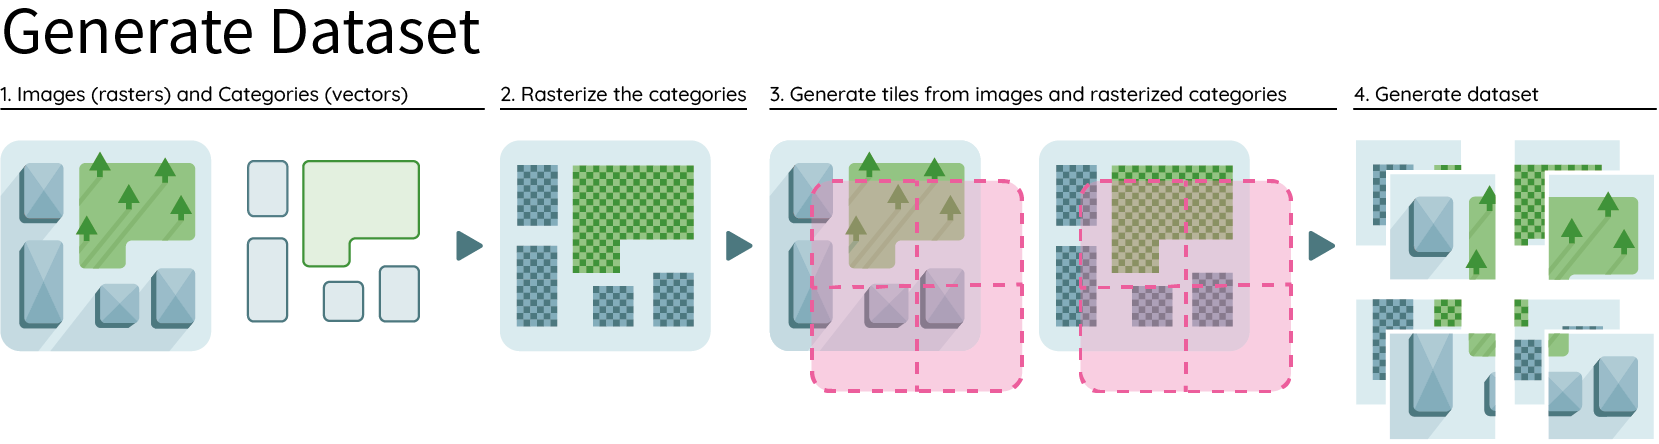 Generate Dataset
1. Images (rasters) and Categories (vectors)
2. Rasterize the categories
3. Generate tiles from images and rasterized categories
4. Generate dataset